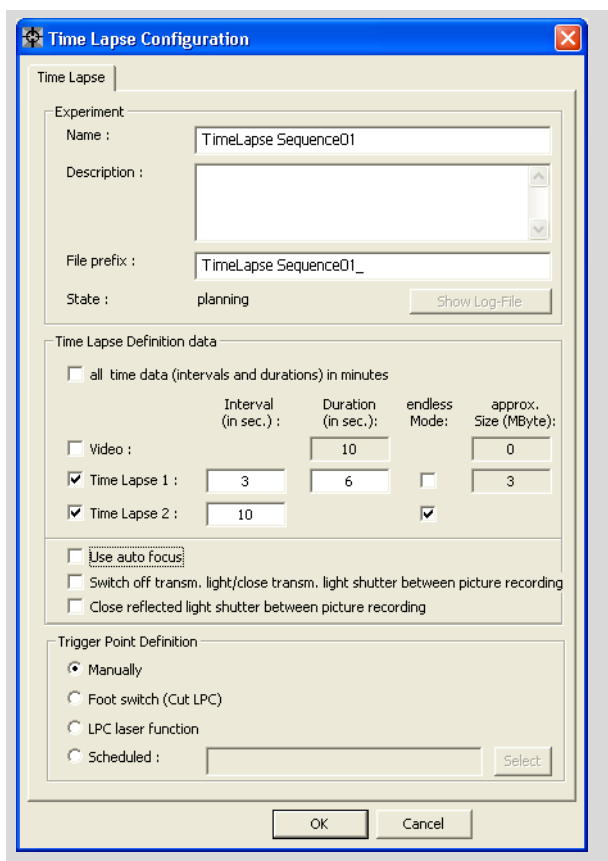 Time Lapse Configuration
Time Lapse
Experiment
Name :
TimeLapse Sequence01
Description :
File prefix :
TimeLapse Sequence01_
State :
planning
Show Log-File
Time Lapse Definition data
all time data (intervals and durations) in minutes
Interval (in sec.) :
Duration (in sec.):
endless Mode:
approx. Size (MByte):
Video :
10
0
Time Lapse 1 :
3
6
3
Time Lapse 2 :
10
Use auto focus
Switch off transm. light/close transm. light shutter between picture recording
Close reflected light shutter between picture recording
Trigger Point Definition
Manually
Foot switch (Cut LPC)
LPC laser function
Scheduled :
Select
OK
Cancel